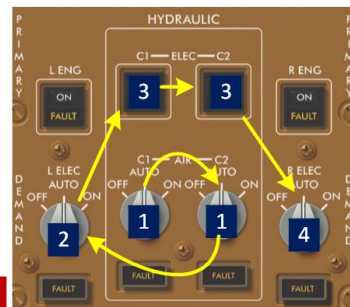 HYDRAULIC
PRIMARY
PRIMARY
L ENG
C1 ELEC C2
R ENG
ON
FAULT
3
3
ON
FAULT
DEMAND
DEMAND
L ELEC
AUTO
OFF ON
2
C1 AIR C2
AUTO AUTO
OFF ON OFF ON
1
1
R ELEC
AUTO
OFF ON
4
FAULT
FAULT
FAULT
FAULT